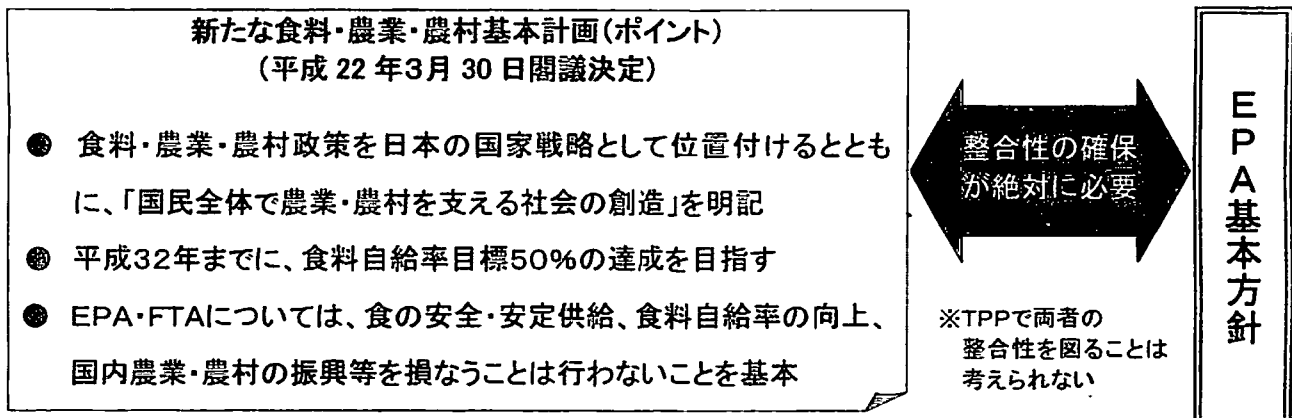 新たな食料・農業・農村基本計画(ポイント)
(平成 22 年3月 30 日閣議決定)
● 食料・農業・農村政策を日本の国家戦略として位置付けるととも
に、「国民全体で農業・農村を支える社会の創造」を明記
● 平成32年までに、食料自給率目標50%の達成を目指す
● EPA・FTAについては、食の安全・安定供給、食料自給率の向上、
国内農業・農村の振興等を損なうことは行わないことを基本
整合性の確保
が絶対に必要
※TPPで両者の
整合性を図ることは
考えられない
EPA基本方針